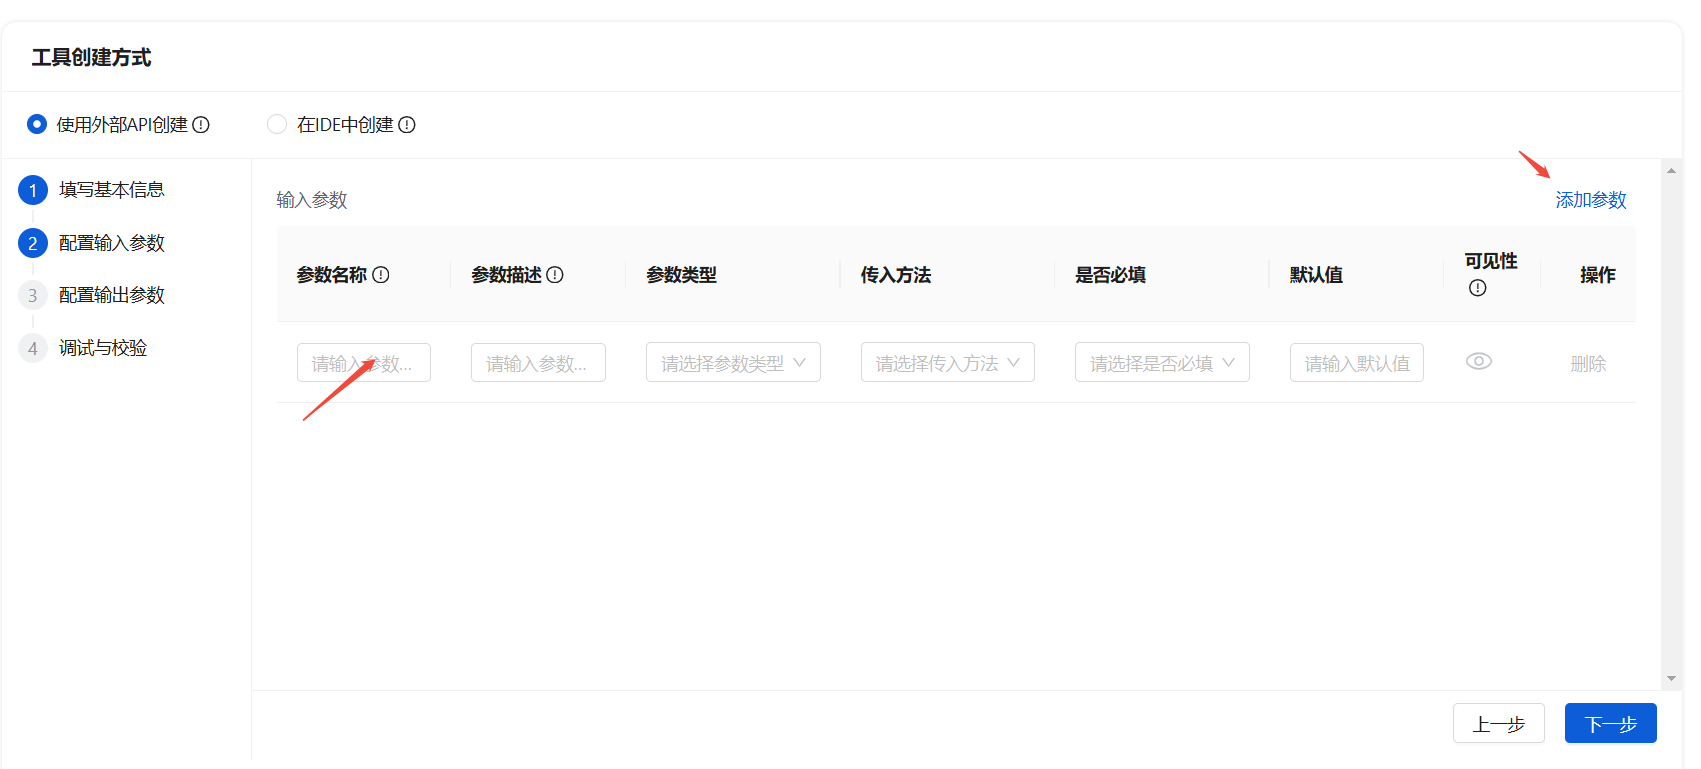 工具创建方式
使用外部API创建 在IDE中创建
1 填写基本信息
2 配置输入参数
3 配置输出参数
4 调试与校验
输入参数 添加参数
参数名称 参数描述 参数类型 传入方法 是否必填 默认值 可见性 操作
请输入参数... 请输入参数... 请选择参数类型 请选择传入方法 请选择是否必填 请输入默认值 删除
上一步 下一步